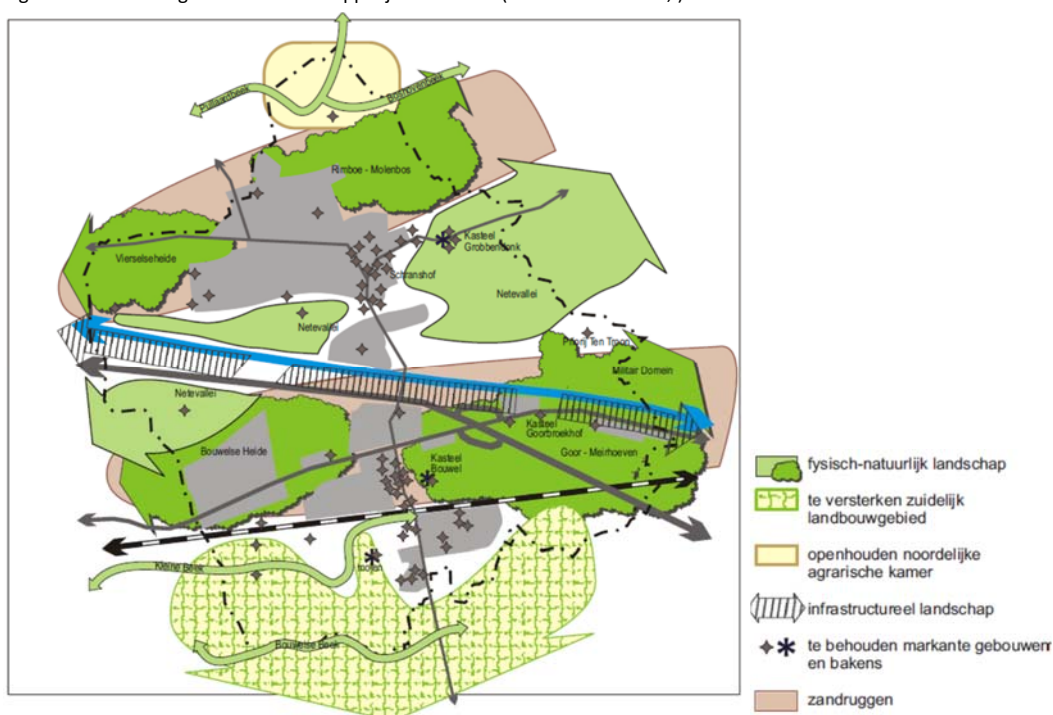 Pulsaardbeek
Boshovenbeek
Rimboe - Molenbos
Kasteel
Grobbendonk
Vierselseheide
Schranshof
Netevallei
Netevallei
Priorij Ten Troon
Militair Domein
Netevallei
Kasteel
Goorbroekhof
Bouwelse Heide
Kasteel
Bouwel
Goor - Meirhoeven
Kleine Beek
Bouwelse Beek
fysisch-natuurlijk landschap
te versterken zuidelijk
landbouwgebied
openhouden noordelijke
agrarische kamer
infrastructureel landschap
te behouden markante gebouwen
en bakens
zandruggen